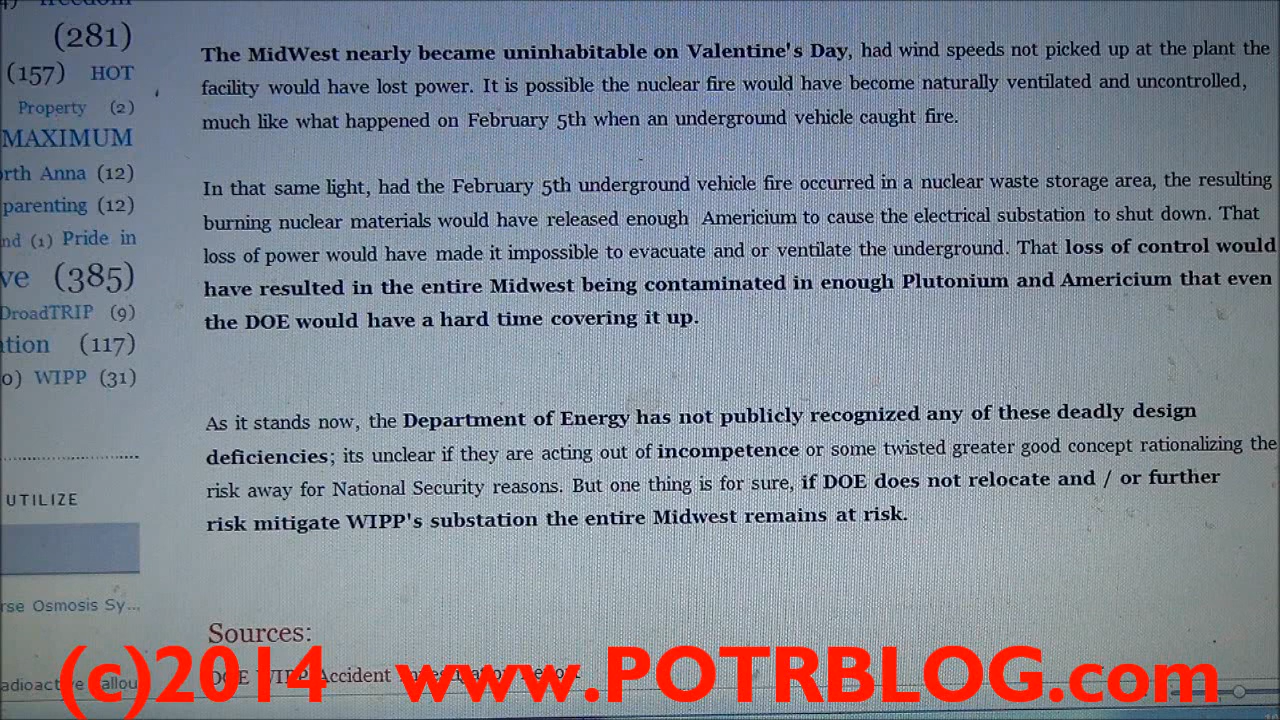 freedom
(281)
(157) HOT
Property (2)
MAXIMUM
orth Anna (12)
parenting (12)
nd (1) Pride in
ve (385)
DroadTRIP (9)
ation (117)
0) WIPP (31)
UTILIZE
rse Osmosis Sy...
The MidWest nearly became uninhabitable on Valentine's Day, had wind speeds not picked up at the plant the
facility would have lost power. It is possible the nuclear fire would have become naturally ventilated and uncontrolled,
much like what happened on February 5th when an underground vehicle caught fire.
In that same light, had the February 5th underground vehicle fire occurred in a nuclear waste storage area, the resulting
burning nuclear materials would have released enough Americium to cause the electrical substation to shut down. That
loss of power would have made it impossible to evacuate and or ventilate the underground. That loss of control would
have resulted in the entire Midwest being contaminated in enough Plutonium and Americium that even
the DOE would have a hard time covering it up.
As it stands now, the Department of Energy has not publicly recognized any of these deadly design
deficiencies; its unclear if they are acting out of incompetence or some twisted greater good concept rationalizing the
risk away for National Security reasons. But one thing is for sure, if DOE does not relocate and / or further
risk mitigate WIPP's substation the entire Midwest remains at risk.
Sources:
DOE WIPP Accident
(c)2014 www.POTRBLOG.com